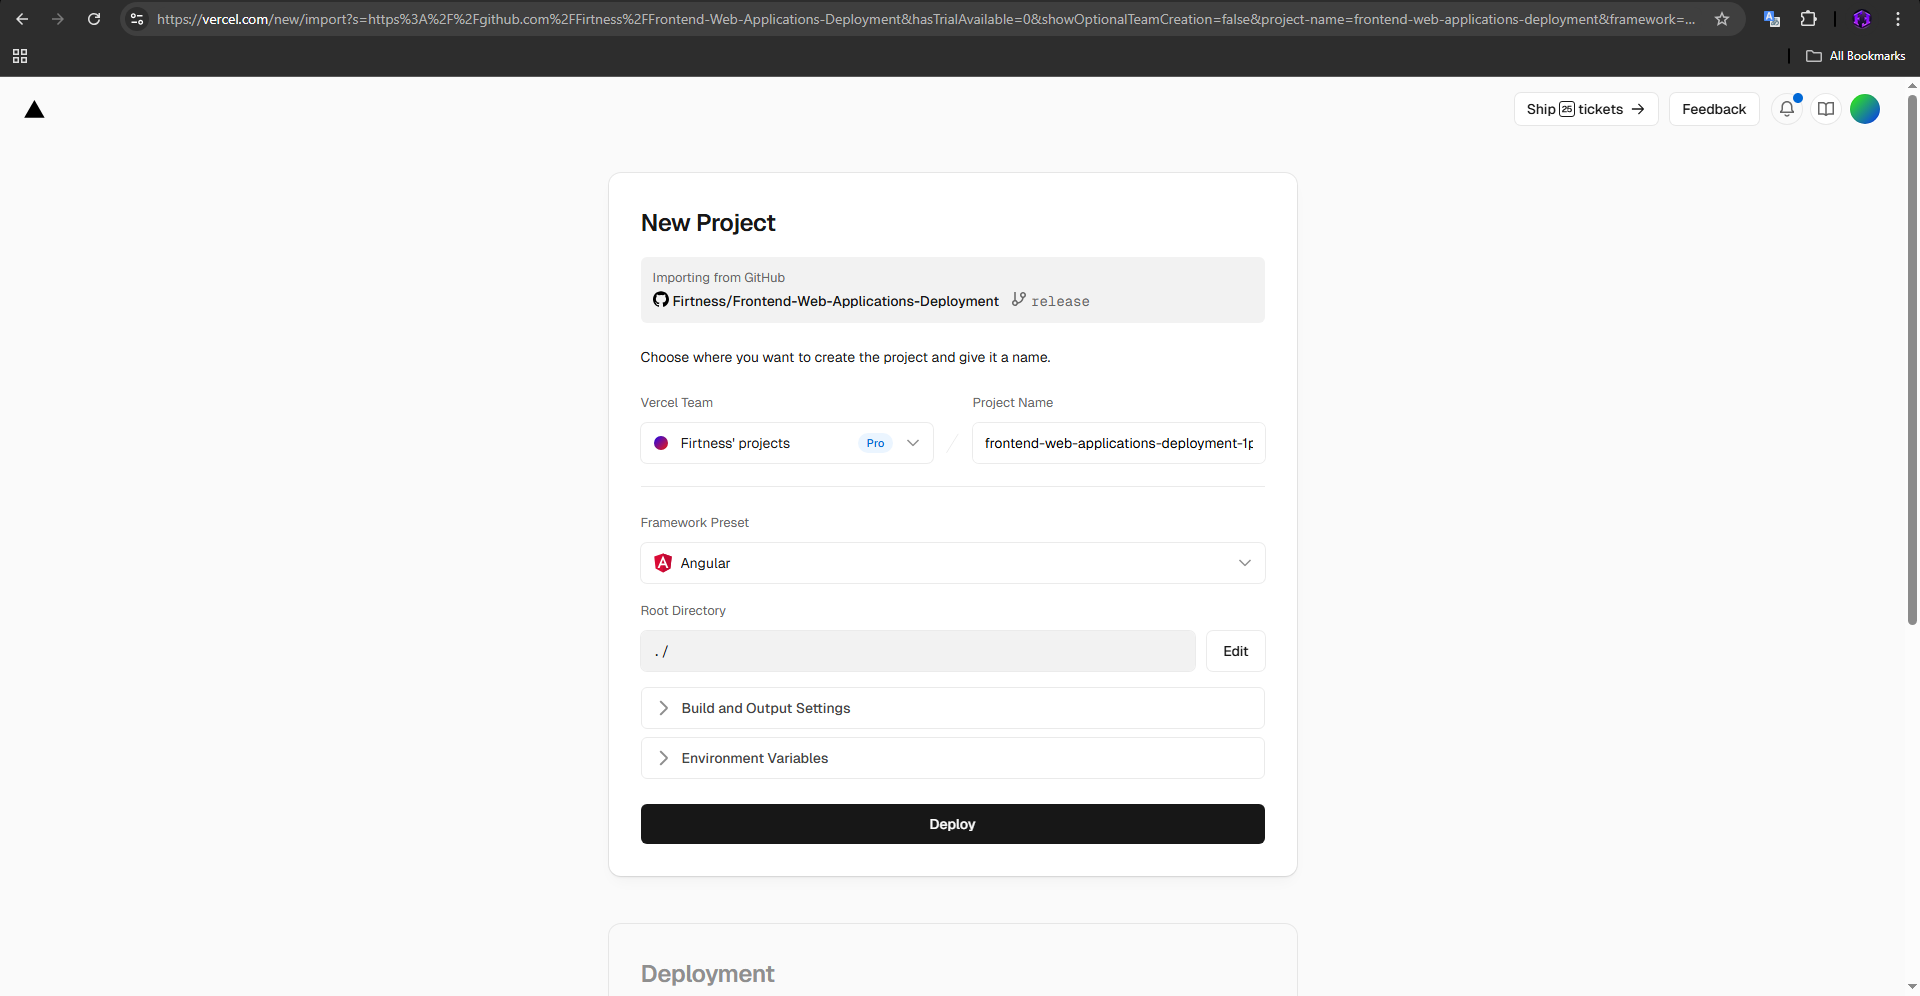 https://vercel.com/new/import?s=https%3A%2F%2Fgithub.com%2FFirtness%2FFrontend-Web-Applications-Deployment&hasTrialAvailable=0&showOptionalTeamCreation=false&project-name=frontend-web-applications-deployment&framework=...
All Bookmarks
Ship 25 tickets →
Feedback
New Project
Importing from GitHub
Firtness/Frontend-Web-Applications-Deployment release
Choose where you want to create the project and give it a name.
Vercel Team
Project Name
Firtness' projects Pro
frontend-web-applications-deployment-1p
Framework Preset
Angular
Root Directory
./
Edit
Build and Output Settings
Environment Variables
Deploy
Deployment